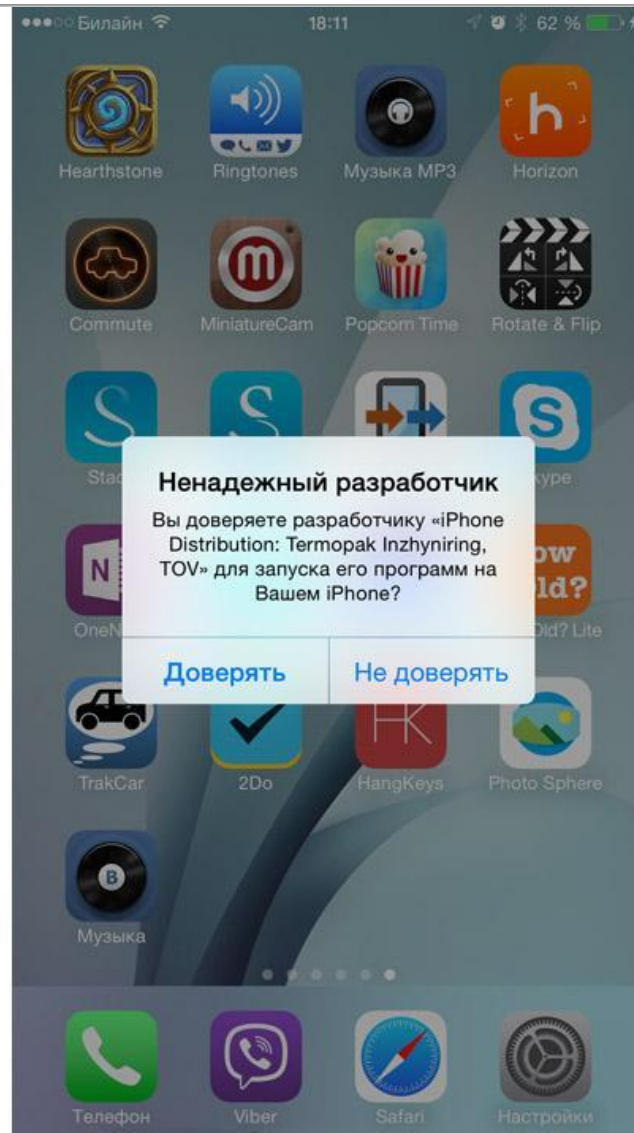 Билайн 18:11 62 %
Hearthstone Ringtones Музыка MP3 Horizon
Commute MiniatureCam Popcorn Time Rotate & Flip
Ненадежный разработчик
Вы доверяете разработчику «iPhone
Distribution: Termopak Inzhyniring,
TOV» для запуска его программ на
Вашем iPhone?
Доверять Не доверять
TrakCar 2Do HangKeys Photo Sphere
Музыка
Телефон Viber Safari Настройки